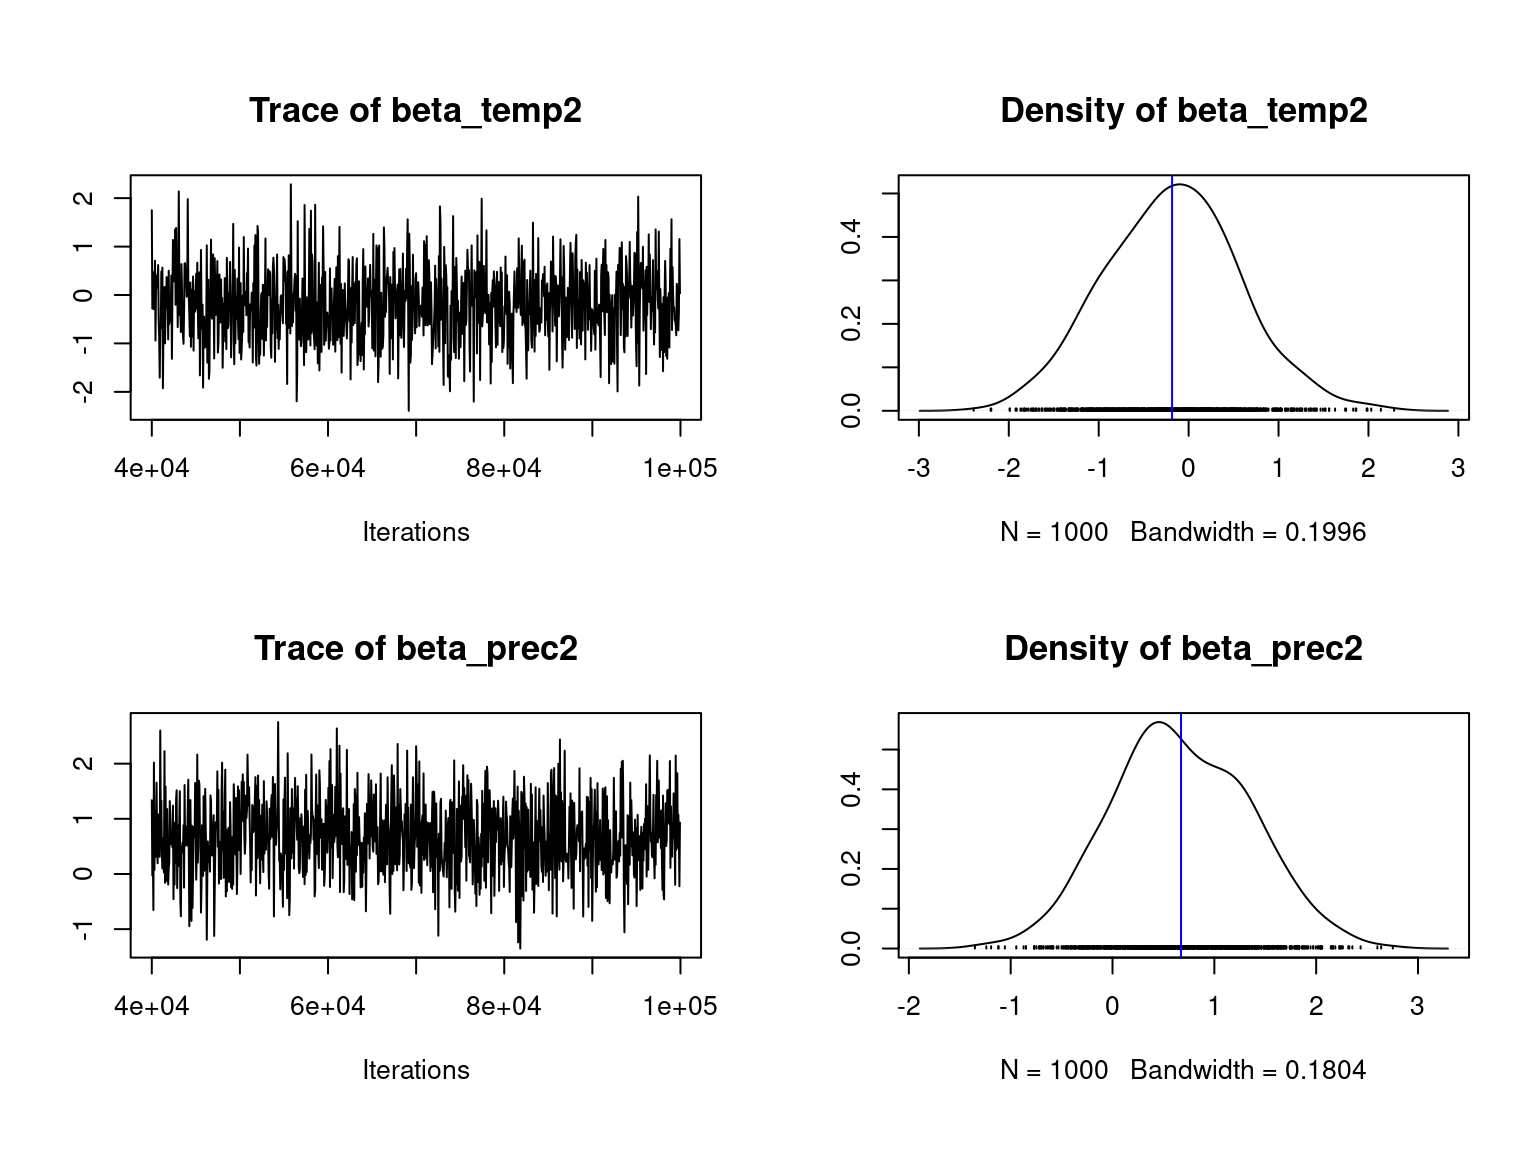 Trace of beta_temp2
2
1
0
-1
-2
4e+04 6e+04 8e+04 1e+05
Iterations
Density of beta_temp2
0.4
0.2
0.0
-3 -2 -1 0 1 2 3
N = 1000 Bandwidth = 0.1996
Trace of beta_prec2
2
1
0
-1
4e+04 6e+04 8e+04 1e+05
Iterations
Density of beta_prec2
0.4
0.2
0.0
-2 -1 0 1 2 3
N = 1000 Bandwidth = 0.1804